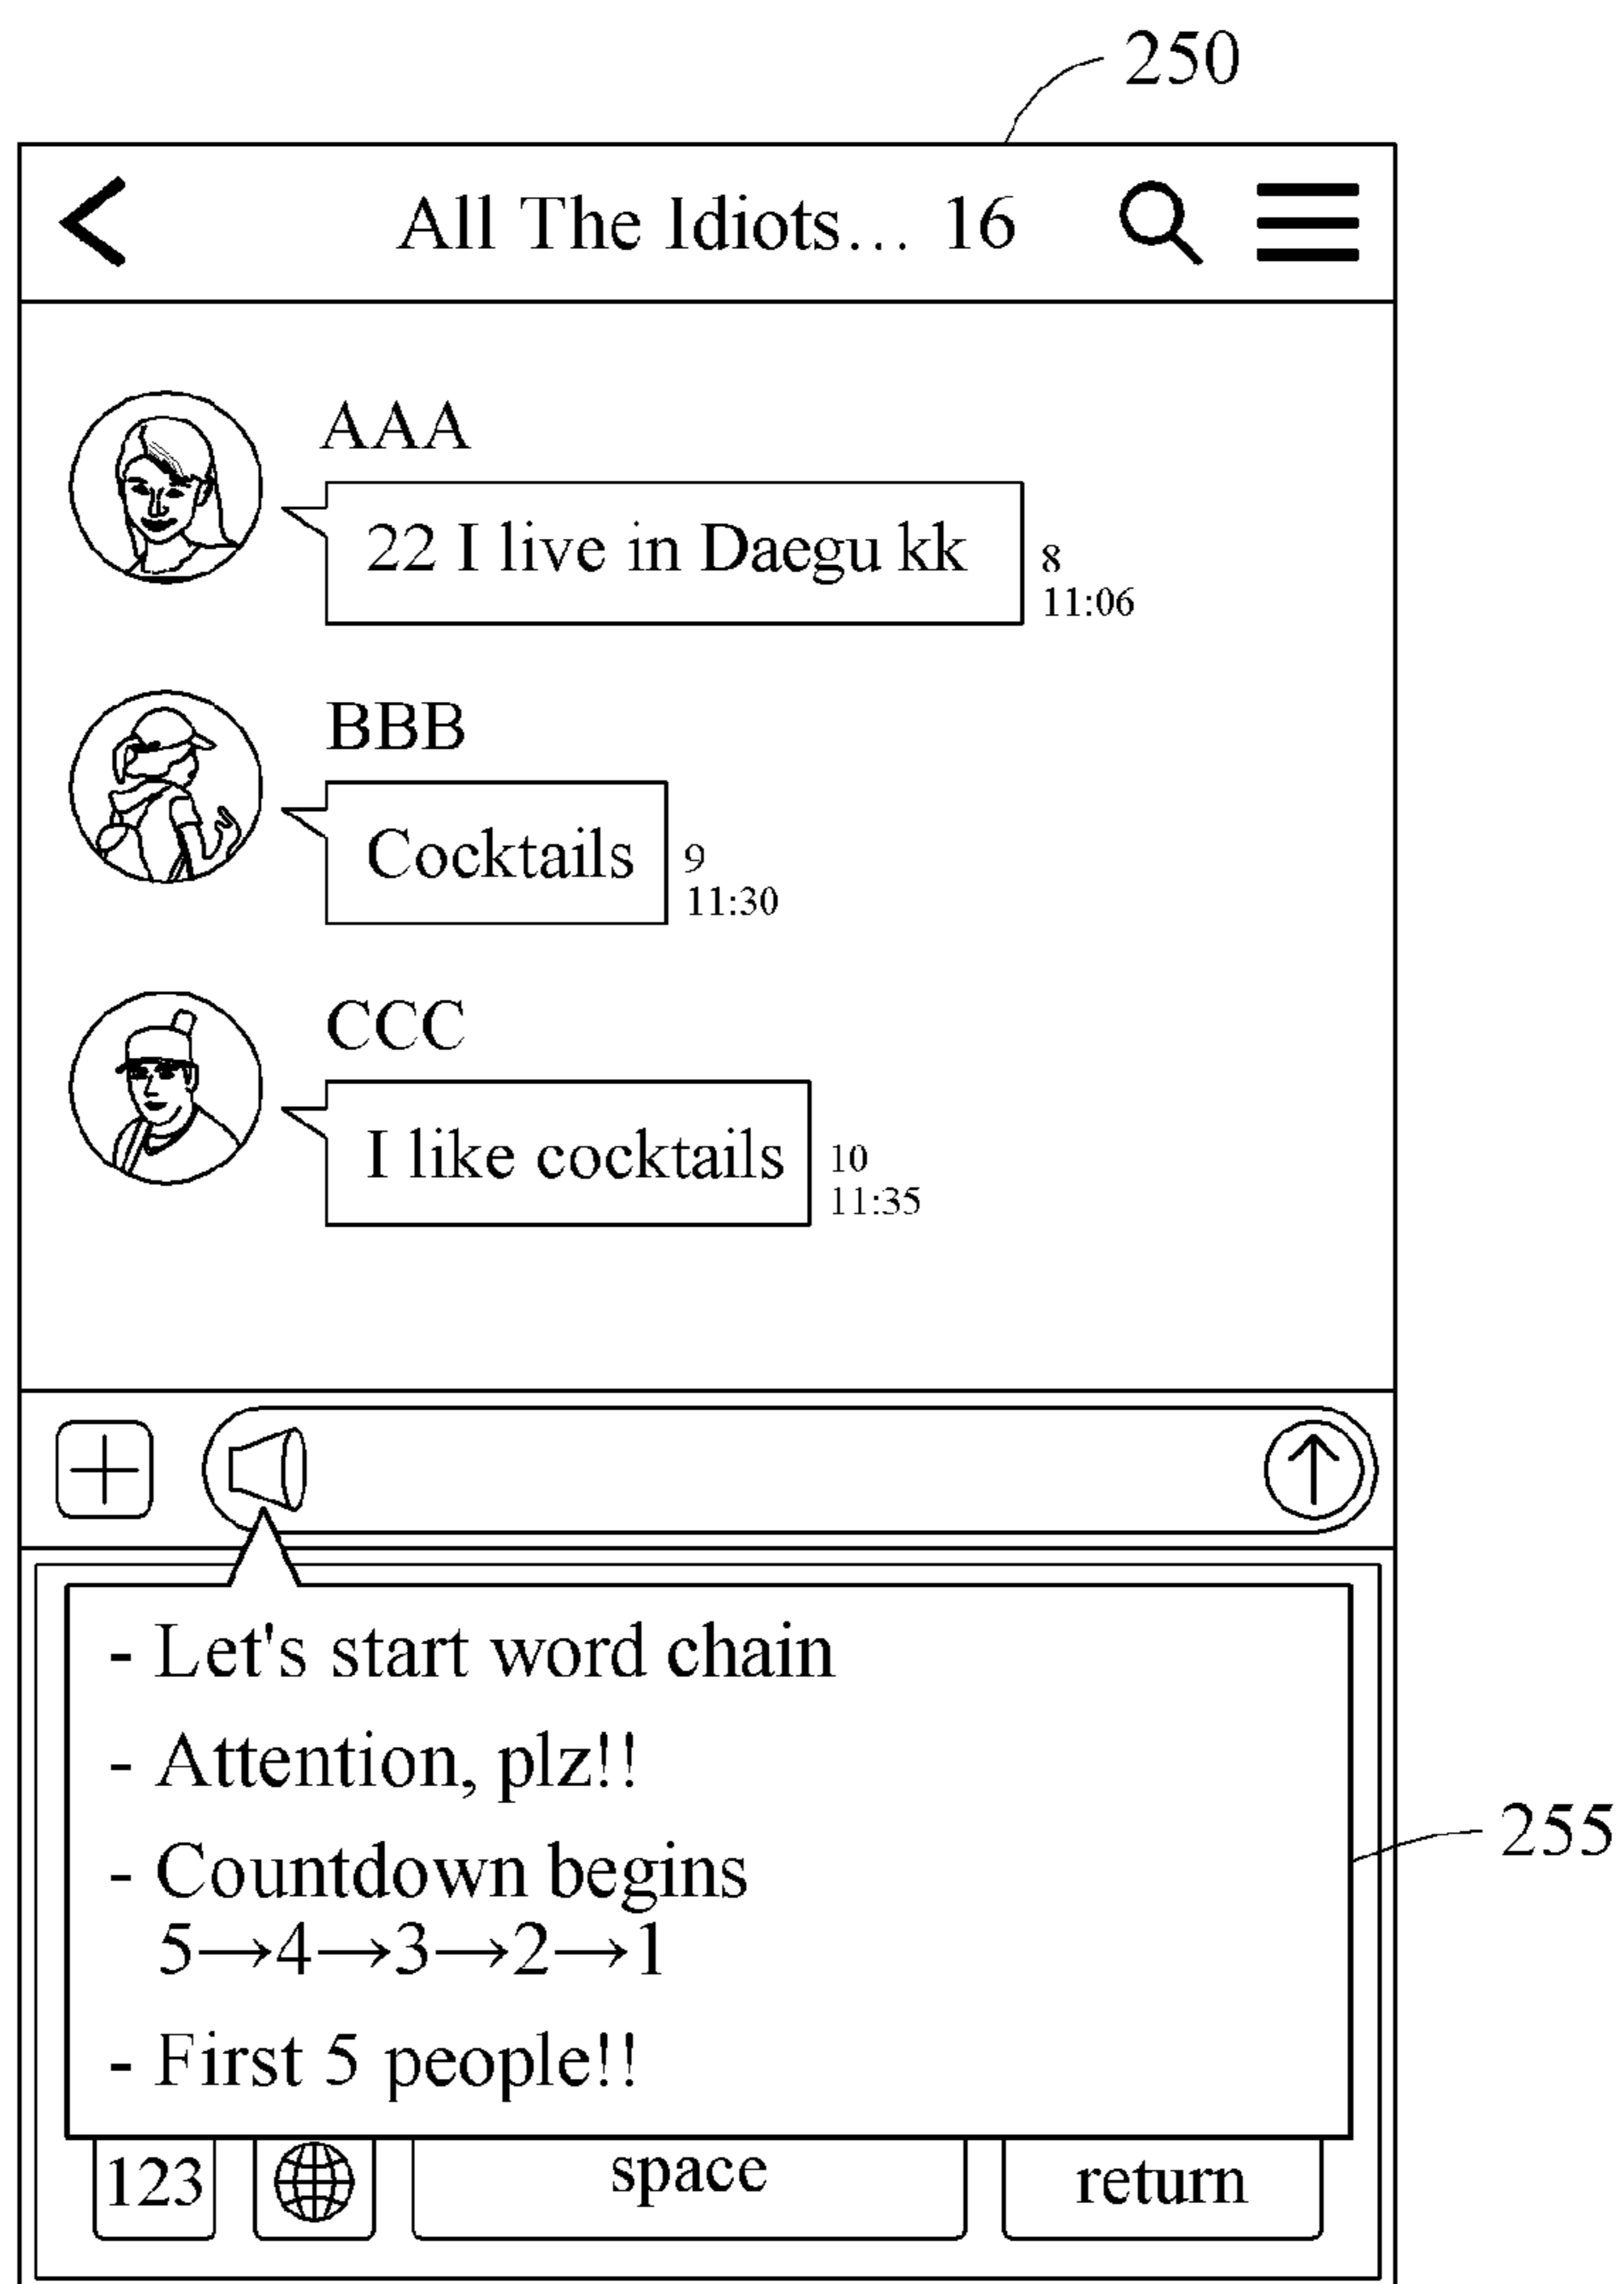 250
All The Idiots... 16
AAA
22 I live in Daegu kk
8
11:06
BBB
Cocktails
9
11:30
CCC
I like cocktails
10
11:35
- Let's start word chain
- Attention, plz!!
- Countdown begins
5→4→3→2→1
- First 5 people!!
255
123
space
return